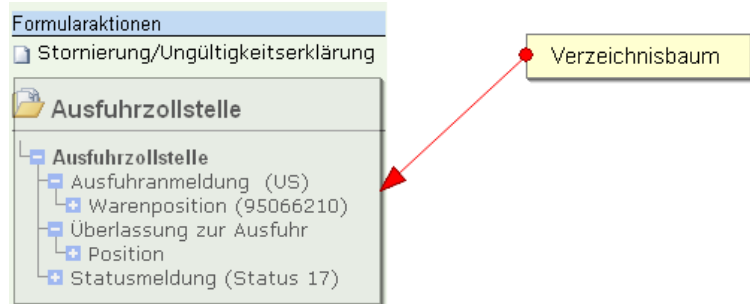 Formularaktionen
Stornierung/Ungültigkeitserklärung
Verzeichnisbaum
Ausfuhrzollstelle
Ausfuhrzollstelle
Ausfuhranmeldung (US)
Warenposition (95066210)
Überlassung zur Ausfuhr
Position
Statusmeldung (Status 17)